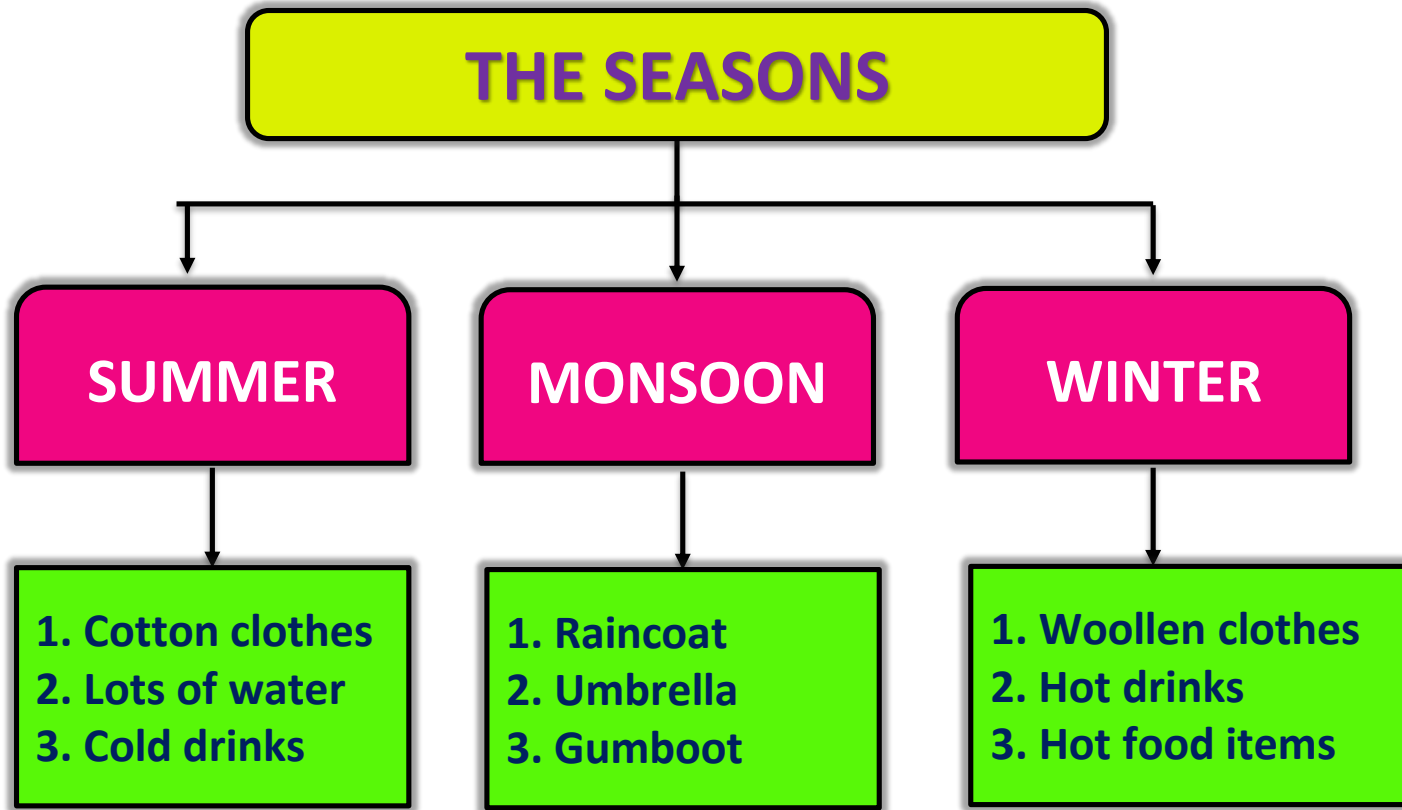 THE SEASONS
SUMMER
MONSOON
WINTER
1. Cotton clothes
2. Lots of water
3. Cold drinks
1. Raincoat
2. Umbrella
3. Gumboot
1. Woollen clothes
2. Hot drinks
3. Hot food items